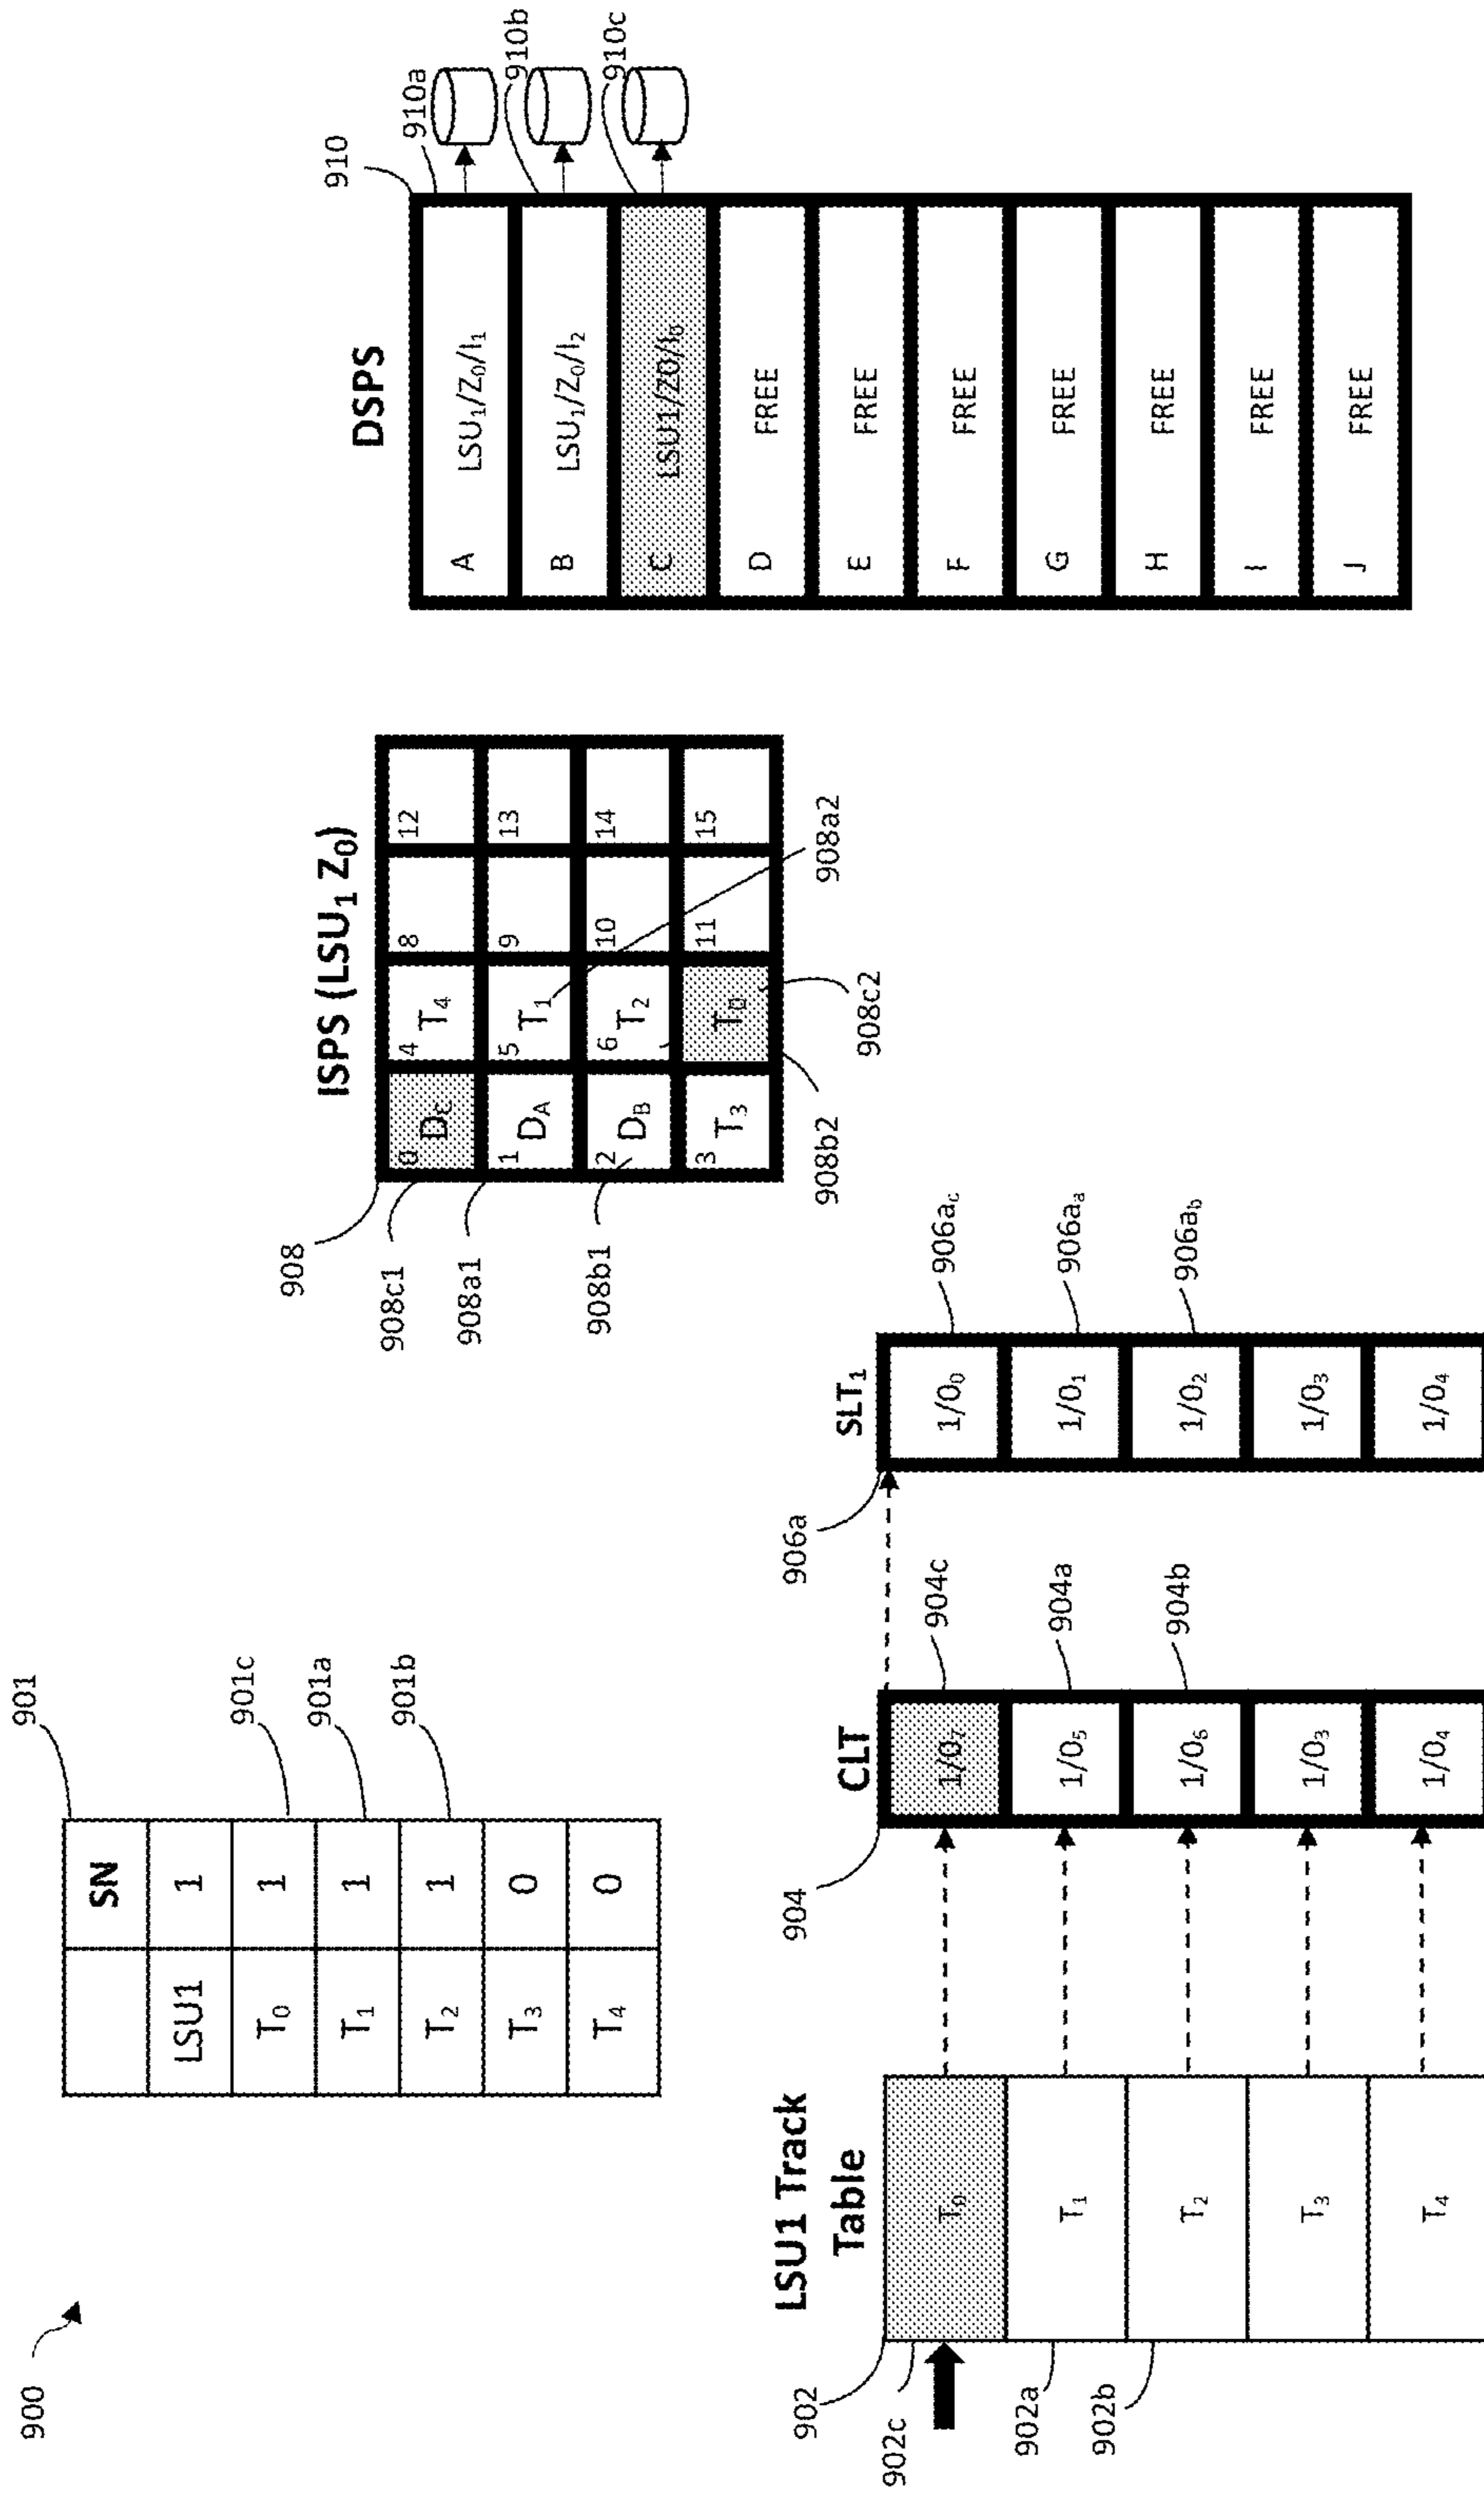 900
901
SN
LSU1 1
T₀ 1
T₁ 1
T₂ 1
T₃ 0
T₄ 0
901c
901a
901b
LSU1 Track
Table
902
902c
902a
902b
T₀
T₁
T₂
T₃
T₄
CLT
904
1/0₇
1/0₅
1/0₆
1/0₃
1/0₄
904c
904a
904b
SLT₁
906a
1/0₀
1/0₁
1/0₂
1/0₃
1/0₄
906a꜀
906aₐ
906a_b
ISPS (LSU₁ Z₀)
908
908c1
908a1
908b1
0 D_C 4 T₄ 8 12
1 D_A 5 T₁ 9 13
2 D_B 6 T₂ 10 14
3 T₃ T₀ 11 15
908b2
908c2
908a2
DSPS
910
910a
910b
910c
A LSU₁/Z₀/I₁
B LSU₁/Z₀/I₂
C LSU1/Z0/I₀
D FREE
E FREE
F FREE
G FREE
H FREE
I FREE
J FREE